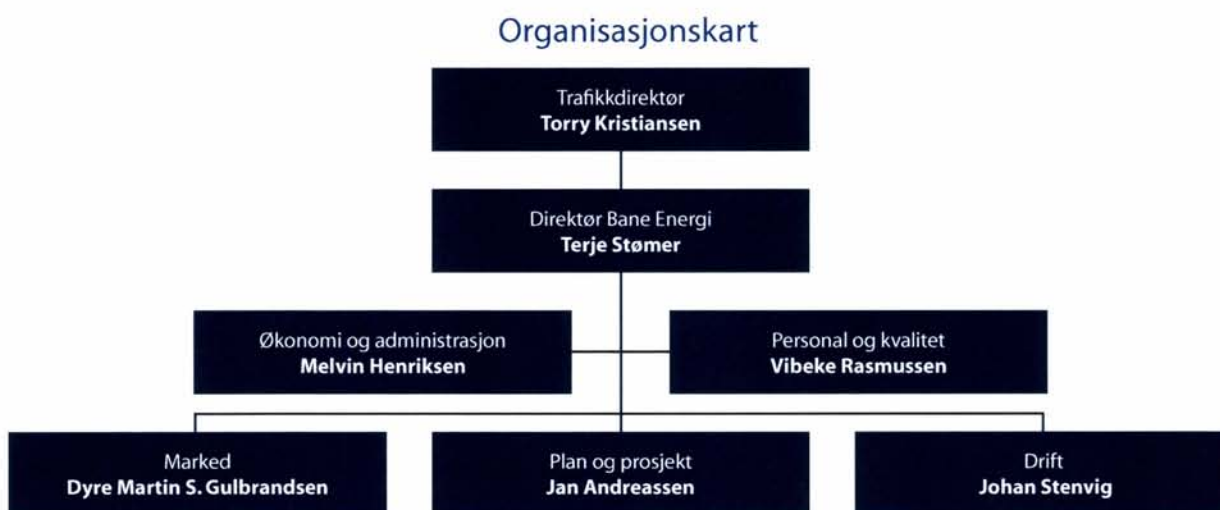 Organisasjonskart
Trafikkdirektør
Torry Kristiansen
Direktør Bane Energi
Terje Stømer
Økonomi og administrasjon
Melvin Henriksen
Personal og kvalitet
Vibeke Rasmussen
Marked
Dyre Martin S. Gulbrandsen
Plan og prosjekt
Jan Andreassen
Drift
Johan Stenvig